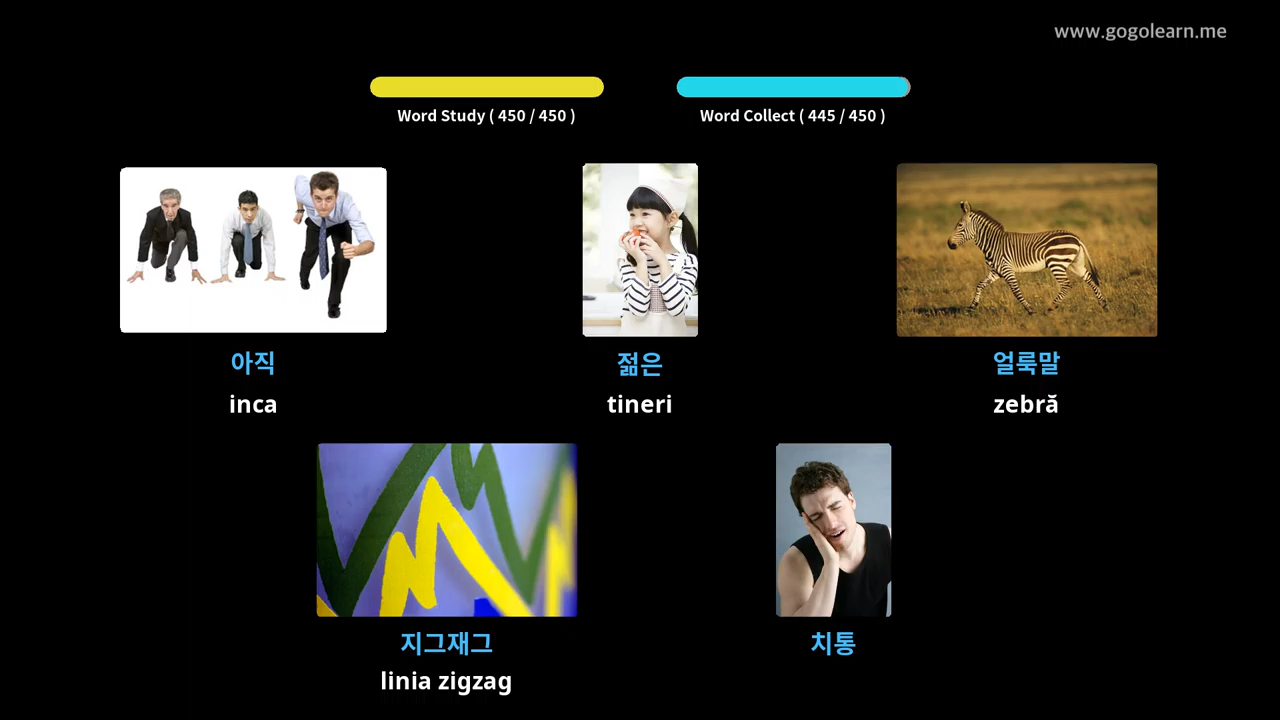 www.gogolearn.me
Word Study ( 450 / 450 )
Word Collect ( 445 / 450 )
아직
inca
젊은
tineri
얼룩말
zebră
지그재그
linia zigzag
치통